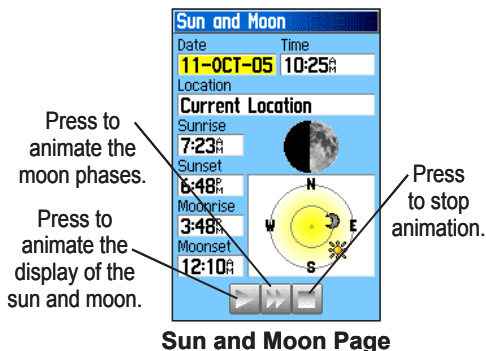 Sun and Moon
Date Time
11-OCT-05 10:25AM
Location
Current Location
Sunrise
7:23AM
Sunset
6:48PM
Moonrise
3:48PM
Moonset
12:10AM
N
W E
S
Press to
animate the
moon phases.
Press to
animate the
display of the
sun and moon.
Press
to stop
animation.
Sun and Moon Page